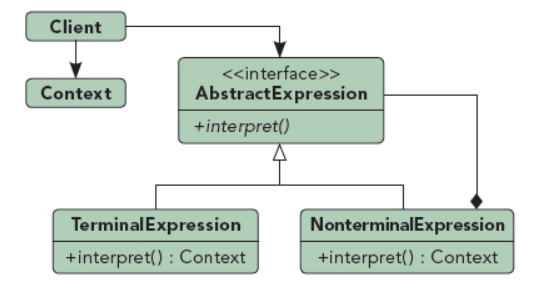 Client
Context
<<interface>>
AbstractExpression
+interpret()
TerminalExpression
+interpret() : Context
NonterminalExpression
+interpret() : Context